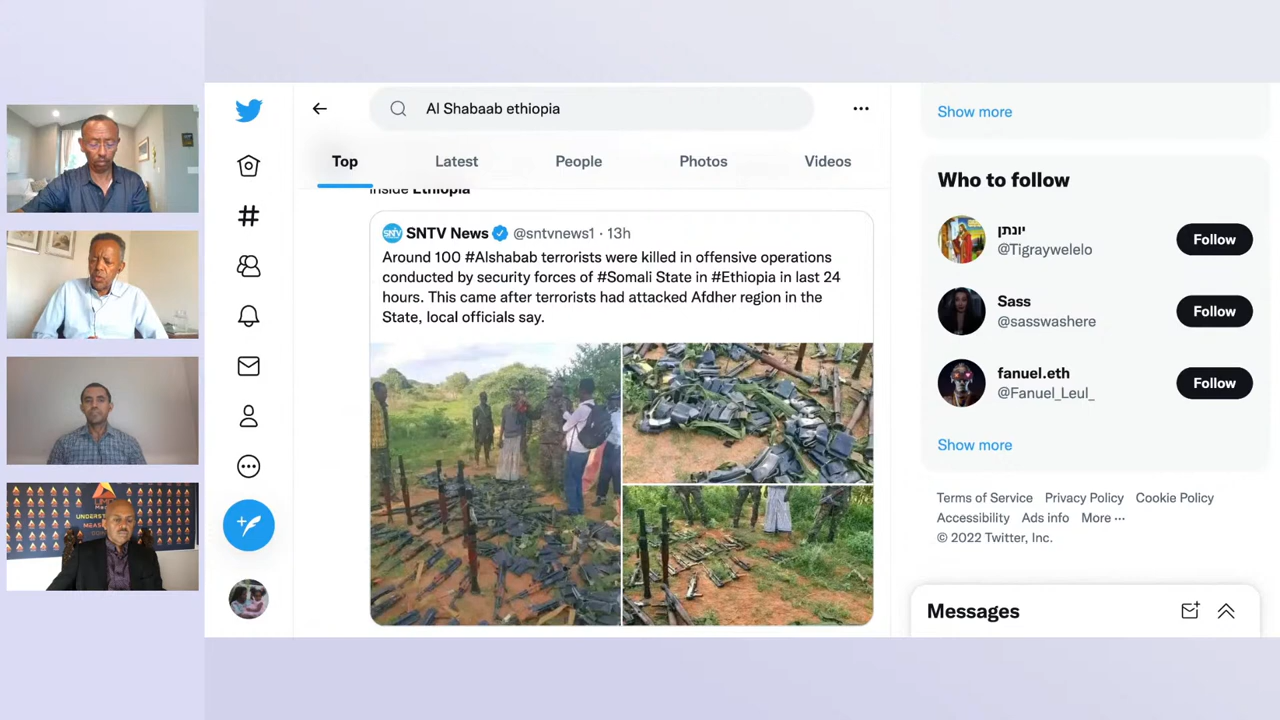 Al Shabaab ethiopia
Top
Latest
People
Photos
Videos
inside Ethiopia
SNTV News @sntvnews1 · 13h
Around 100 #Alshabab terrorists were killed in offensive operations
conducted by security forces of #Somali State in #Ethiopia in last 24
hours. This came after terrorists had attacked Afdher region in the
State, local officials say.
Show more
Who to follow
יונתן
@Tigraywelelo
Follow
Sass
@sasswashere
Follow
fanuel.eth
@Fanuel_Leul_
Follow
Show more
Terms of Service Privacy Policy Cookie Policy
Accessibility Ads info More ···
© 2022 Twitter, Inc.
Messages